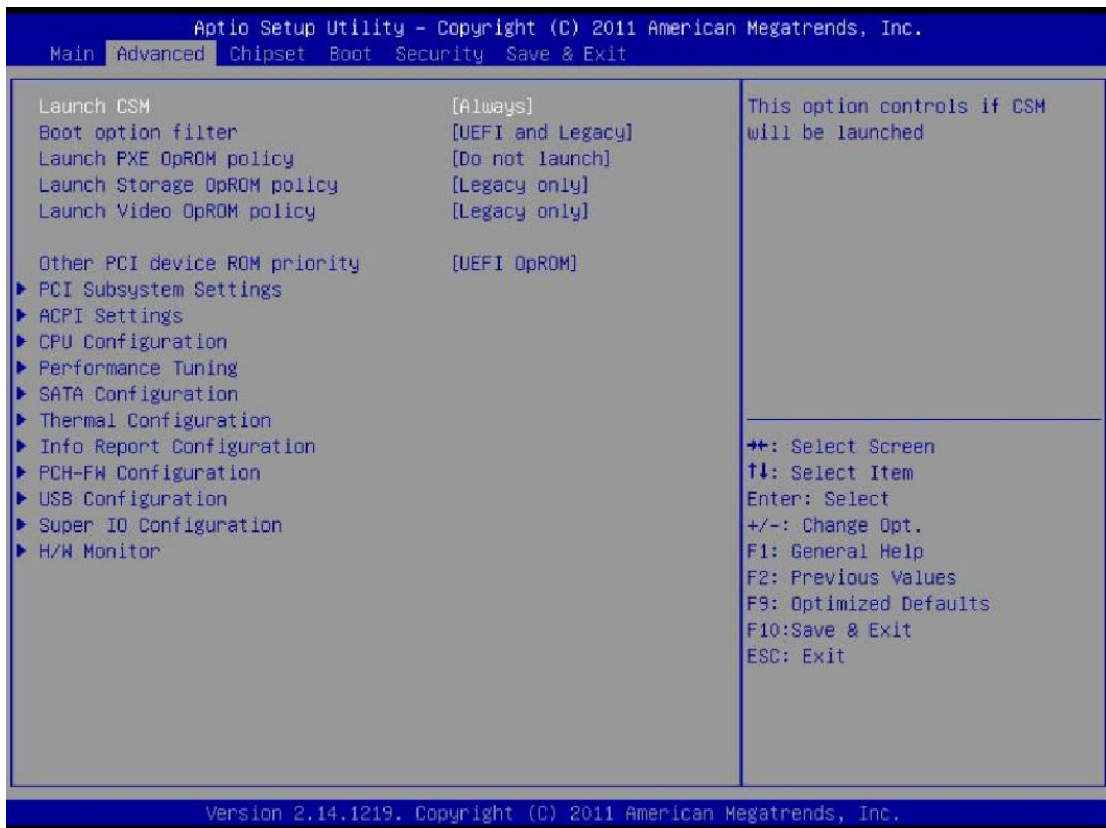 Aptio Setup Utility – Copyright (C) 2011 American Megatrends, Inc.
Main Advanced Chipset Boot Security Save & Exit
Launch CSM [Always]
Boot option filter [UEFI and Legacy]
Launch PXE OpROM policy [Do not launch]
Launch Storage OpROM policy [Legacy only]
Launch Video OpROM policy [Legacy only]
Other PCI device ROM priority [UEFI OpROM]
▶ PCI Subsystem Settings
▶ ACPI Settings
▶ CPU Configuration
▶ Performance Tuning
▶ SATA Configuration
▶ Thermal Configuration
▶ Info Report Configuration
▶ PCH-FW Configuration
▶ USB Configuration
▶ Super IO Configuration
▶ H/W Monitor
This option controls if CSM
will be launched
→←: Select Screen
↑↓: Select Item
Enter: Select
+/-: Change Opt.
F1: General Help
F2: Previous Values
F9: Optimized Defaults
F10:Save & Exit
ESC: Exit
Version 2.14.1219. Copyright (C) 2011 American Megatrends, Inc.